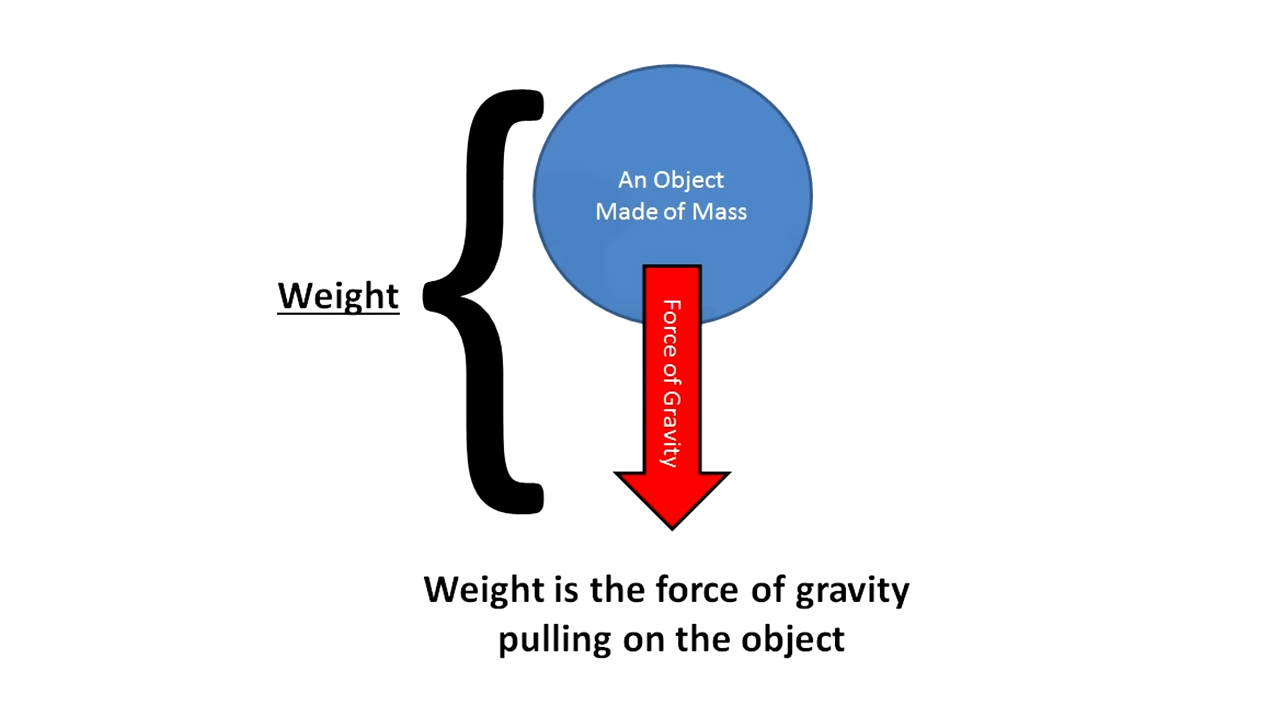 An Object
Made of Mass
Weight
Force of Gravity
Weight is the force of gravity
pulling on the object